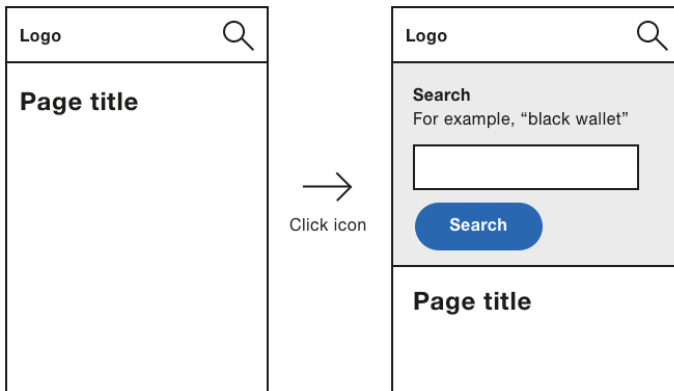 Logo
Page title
Click icon
Logo
Search
For example, “black wallet”
Search
Page title